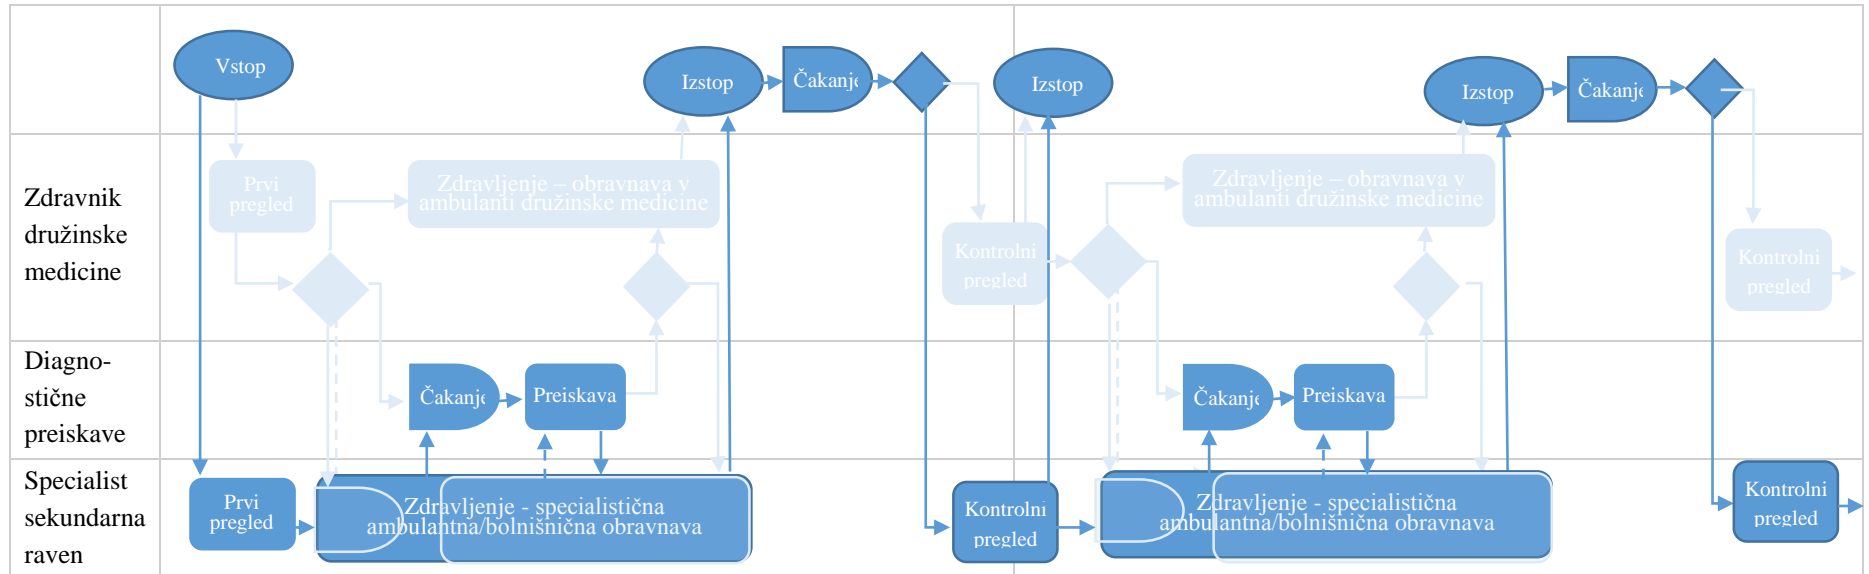 Vstop
Izstop
Čakanje
Izstop
Izstop
Čakanje
Zdravnik
družinske
medicine
Prvi
pregled
Zdravljenje – obravnava v
ambulanti družinske medicine
Kontrolni
pregled
Zdravljenje – obravnava v
ambulanti družinske medicine
Kontrolni
pregled
Diagno-
stične
preiskave
Čakanje
Preiskava
Čakanje
Preiskava
Specialist
sekundarna
raven
Prvi
pregled
Zdravljenje - specialistična
ambulantna/bolnišnična obravnava
Kontrolni
pregled
Zdravljenje - specialistična
ambulantna/bolnišnična obravnava
Kontrolni
pregled